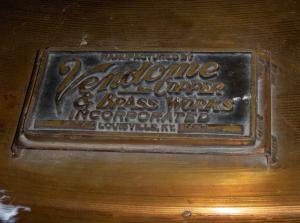 MANUFACTURED BY
Vendome
COPPER
& BRASS WORKS
INCORPORATED
LOUISVILLE, KY.